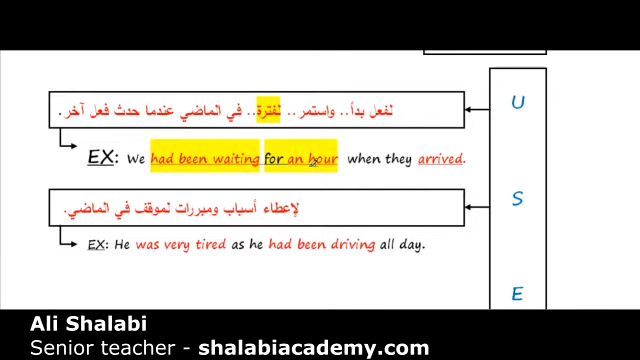 لفعل بدأ.. واستمر.. لفترة.. في الماضي عندما حدث فعل آخر.
EX: We had been waiting for an hour when they arrived.
لإعطاء أسباب ومبررات لموقف في الماضي.
EX: He was very tired as he had been driving all day.
U
S
E
Ali Shalabi
Senior teacher - shalabiacademy.com